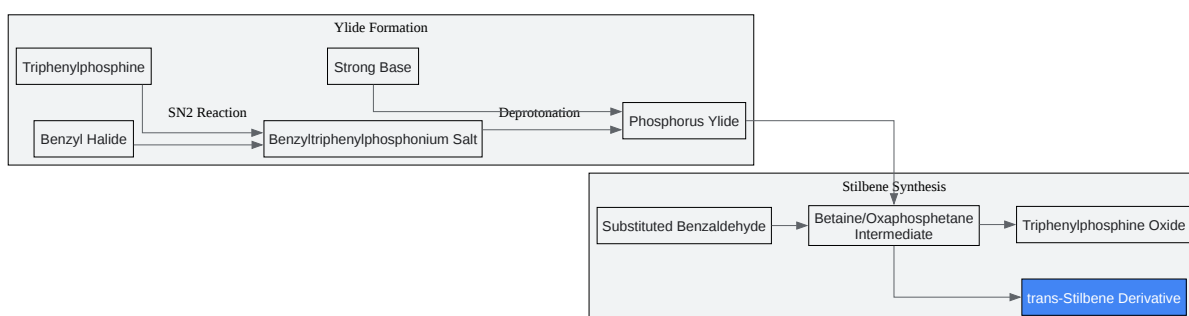 Ylide Formation
Triphenylphosphine
Strong Base
SN2 Reaction
Deprotonation
Phosphorus Ylide
Benzyl Halide
Benzyltriphenylphosphonium Salt
Stilbene Synthesis
Substituted Benzaldehyde
Betaine/Oxaphosphetane
Intermediate
Triphenylphosphine Oxide
trans-Stilbene Derivative